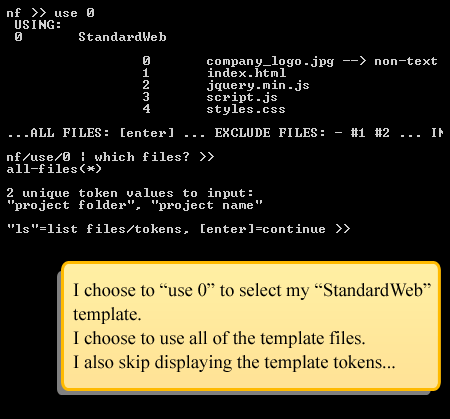 nf >> use 0
USING:
0 StandardWeb
0 company_logo.jpg --> non-text
1 index.html
2 jquery.min.js
3 script.js
4 styles.css
...ALL FILES: [enter] ... EXCLUDE FILES: - #1 #2 ... IN
nf/use/0 | which files? >>
all-files(*)
2 unique token values to input:
"project folder", "project name"
"ls"=list files/tokens, [enter]=continue >>
I choose to “use 0” to select my “StandardWeb”
template.
I choose to use all of the template files.
I also skip displaying the template tokens...